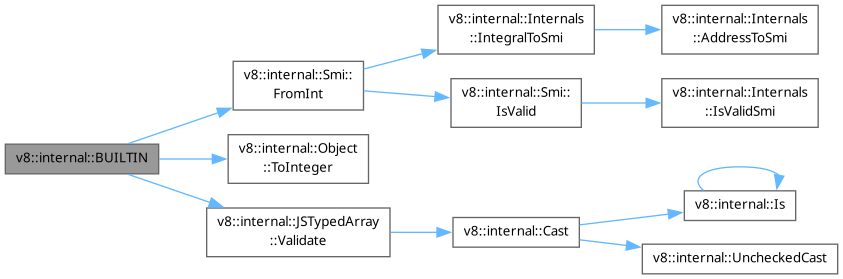 v8::internal::BUILTIN
v8::internal::Smi::
FromInt
v8::internal::Internals
::IntegralToSmi
v8::internal::Internals
::AddressToSmi
v8::internal::Smi::
IsValid
v8::internal::Internals
::IsValidSmi
v8::internal::Object
::ToInteger
v8::internal::JSTypedArray
::Validate
v8::internal::Cast
v8::internal::Is
v8::internal::UncheckedCast